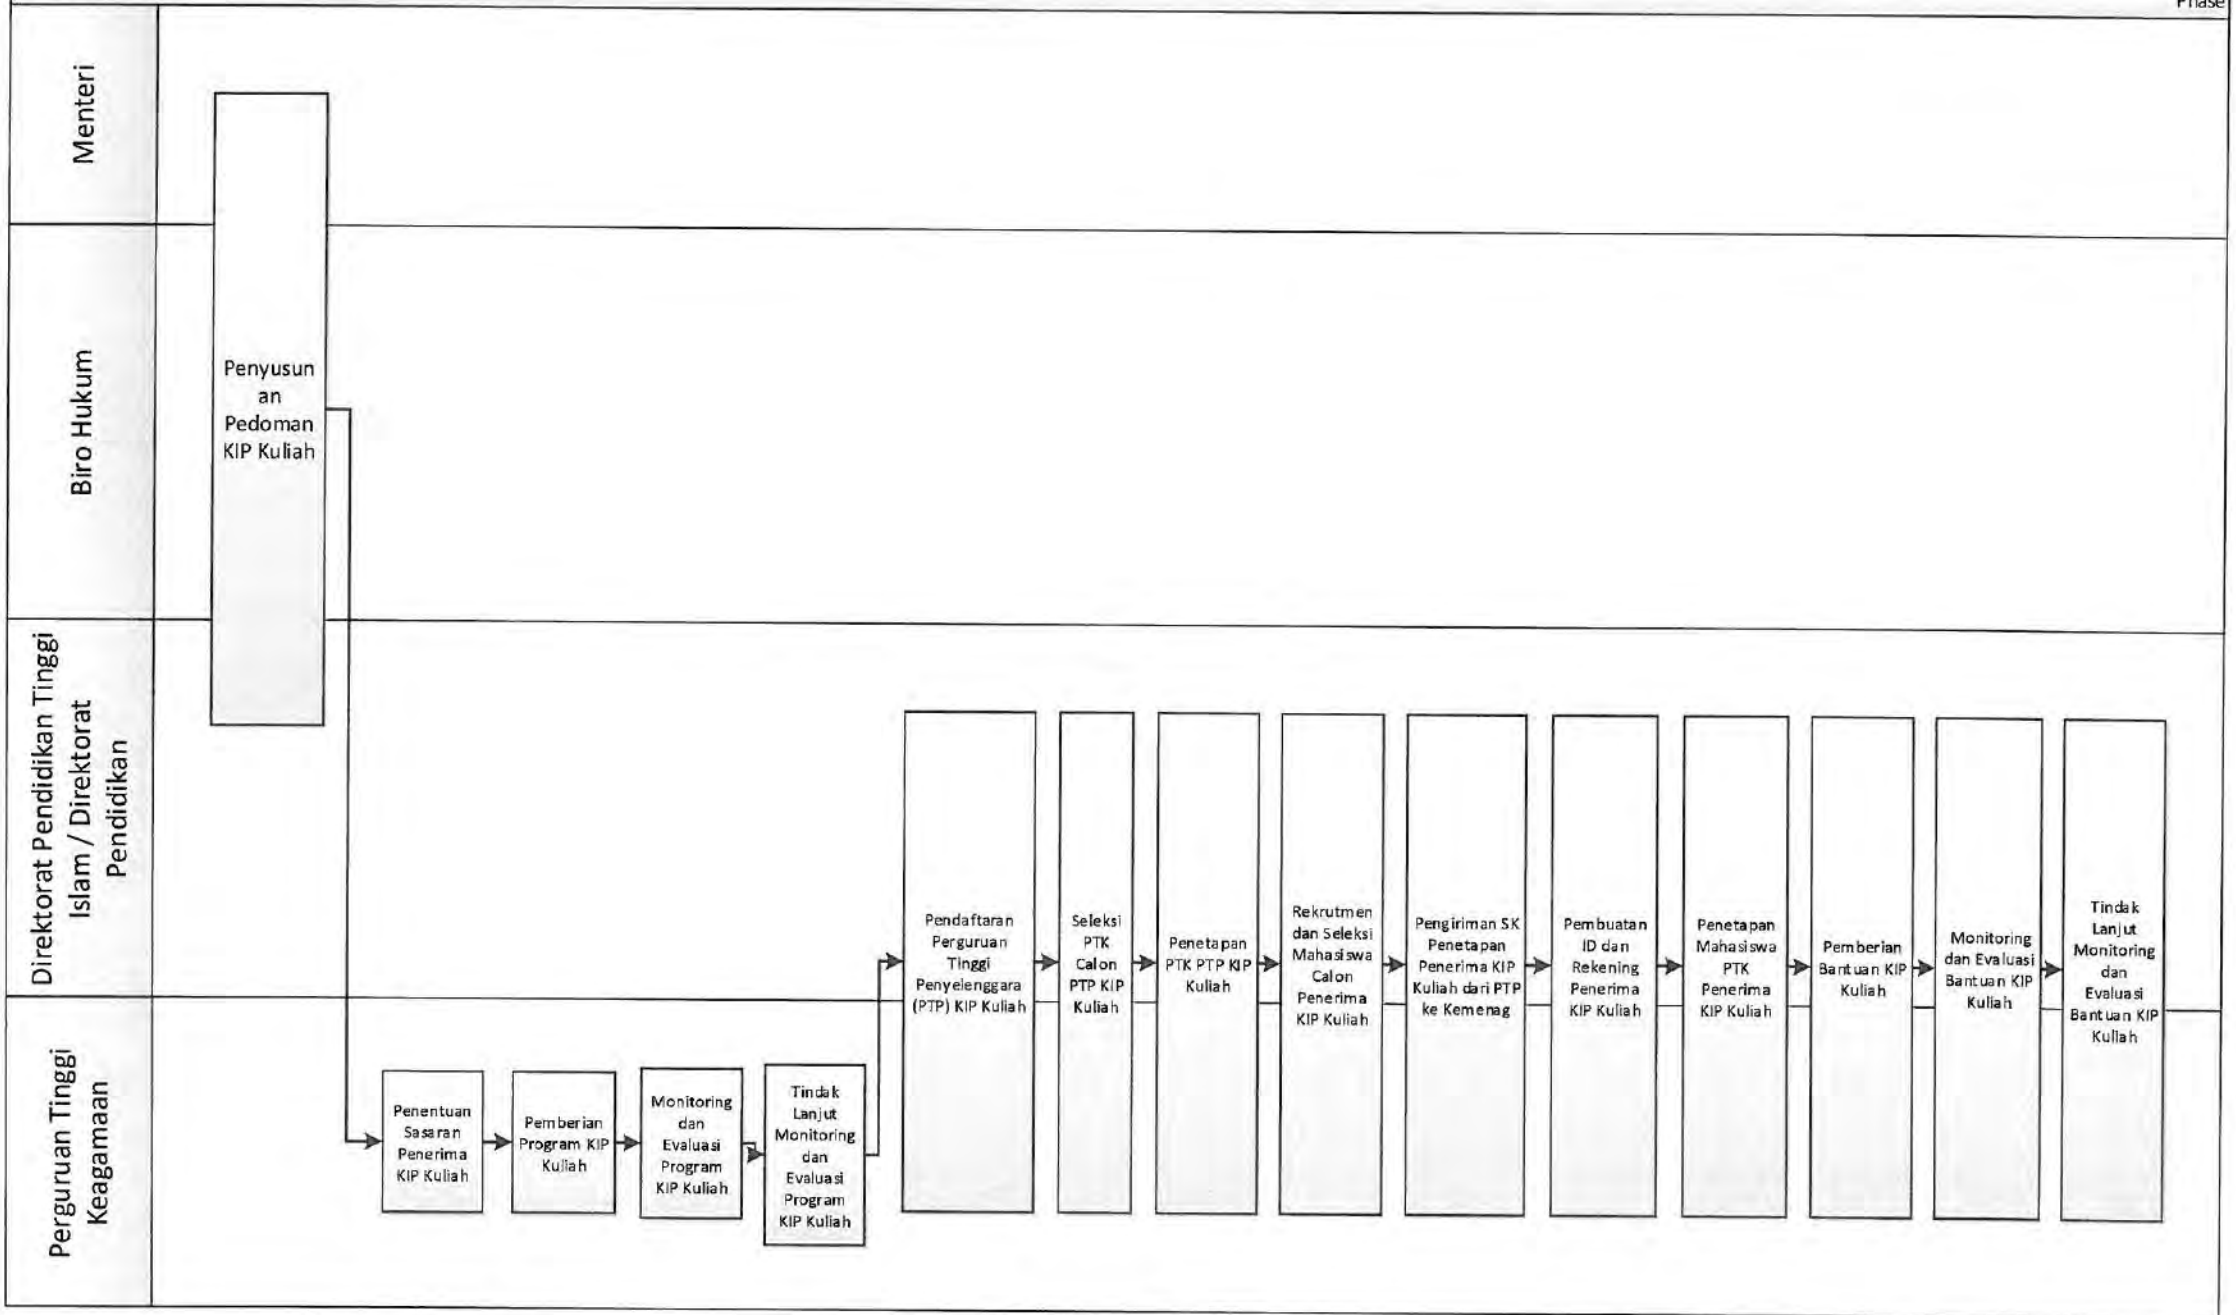 Phase
Menteri
Biro Hukum
Direktorat Pendidikan Tinggi
Islam / Direktorat
Pendidikan
Perguruan Tinggi
Keagamaan
Penyusun
an
Pedoman
KIP Kuliah
Penentuan
Sasaran
Penerima
KIP Kuliah
Pemberian
Program KIP
Kuliah
Monitoring
dan
Evaluasi
Program
KIP Kuliah
Tindak
Lanjut
Monitoring
dan
Evaluasi
Program
KIP Kuliah
Pendaftaran
Perguruan
Tinggi
Penyelenggara
(PTP) KIP Kuliah
Seleksi
PTK
Calon
PTP KIP
Kuliah
Penetapan
PTK PTP KIP
Kuliah
Rekrutmen
dan Seleksi
Mahasiswa
Calon
Penerima
KIP Kuliah
Pengiriman SK
Penetapan
Penerima KIP
Kuliah dari PTP
ke Kemenag
Pembuatan
ID dan
Rekening
Penerima
KIP Kuliah
Penetapan
Mahasiswa
PTK
Penerima
KIP Kuliah
Pemberian
Bantuan KIP
Kuliah
Monitoring
dan Evaluasi
Bantuan KIP
Kuliah
Tindak
Lanjut
Monitoring
dan
Evaluasi
Bantuan KIP
Kuliah